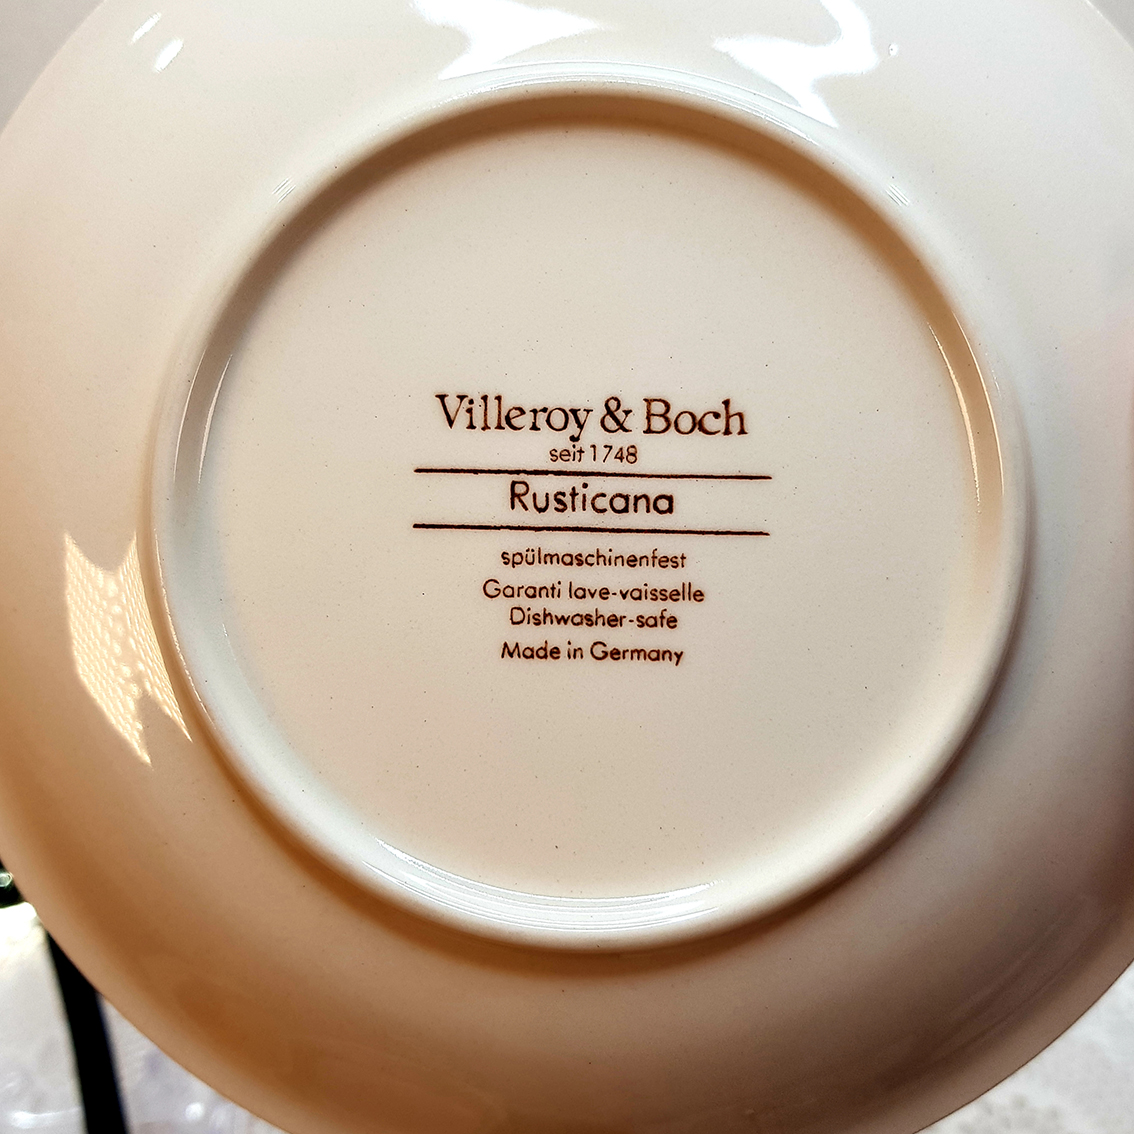 Villeroy & Boch
seit 1748
Rusticana
spülmaschinenfest
Garanti lave-vaisselle
Dishwasher-safe
Made in Germany